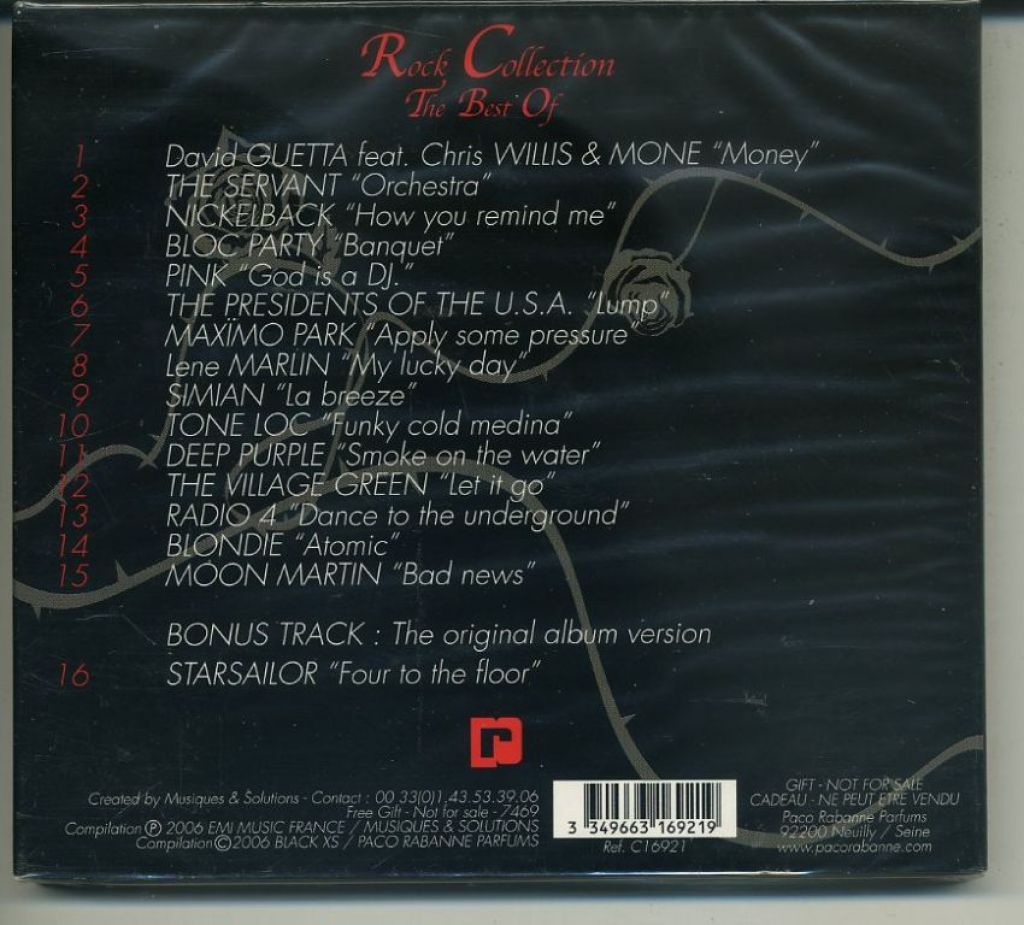 Rock Collection
The Best Of
1 David GUETTA feat. Chris WILLIS & MONE "Money"
2 THE SERVANT "Orchestra"
3 NICKELBACK "How you remind me"
4 BLOC PARTY "Banquet"
5 PINK "God is a DJ."
6 THE PRESIDENTS OF THE U.S.A. "Lump"
7 MAXÏMO PARK "Apply some pressure"
8 Lene MARLIN "My lucky day"
9 SIMIAN "La breeze"
10 TONE LOC "Funky cold medina"
11 DEEP PURPLE "Smoke on the water"
12 THE VILLAGE GREEN "Let it go"
13 RADIO 4 "Dance to the underground"
14 BLONDIE "Atomic"
15 MOON MARTIN "Bad news"
BONUS TRACK : The original album version
16 STARSAILOR "Four to the floor"
r
Created by Musiques & Solutions - Contact : 00 33(0)1,43.53.39.06
Free Gift - Not for sale - 7469
Compilation ℗ 2006 EMI MUSIC FRANCE / MUSIQUES & SOLUTIONS
Compilation © 2006 BLACK XS / PACO RABANNE PARFUMS
3 349663 169219
Ref. C16921
GIFT - NOT FOR SALE
CADEAU - NE PEUT ETRE VENDU
Paco Rabanne Parfums
92200 Neuilly / Seine
www.pacorabanne.com